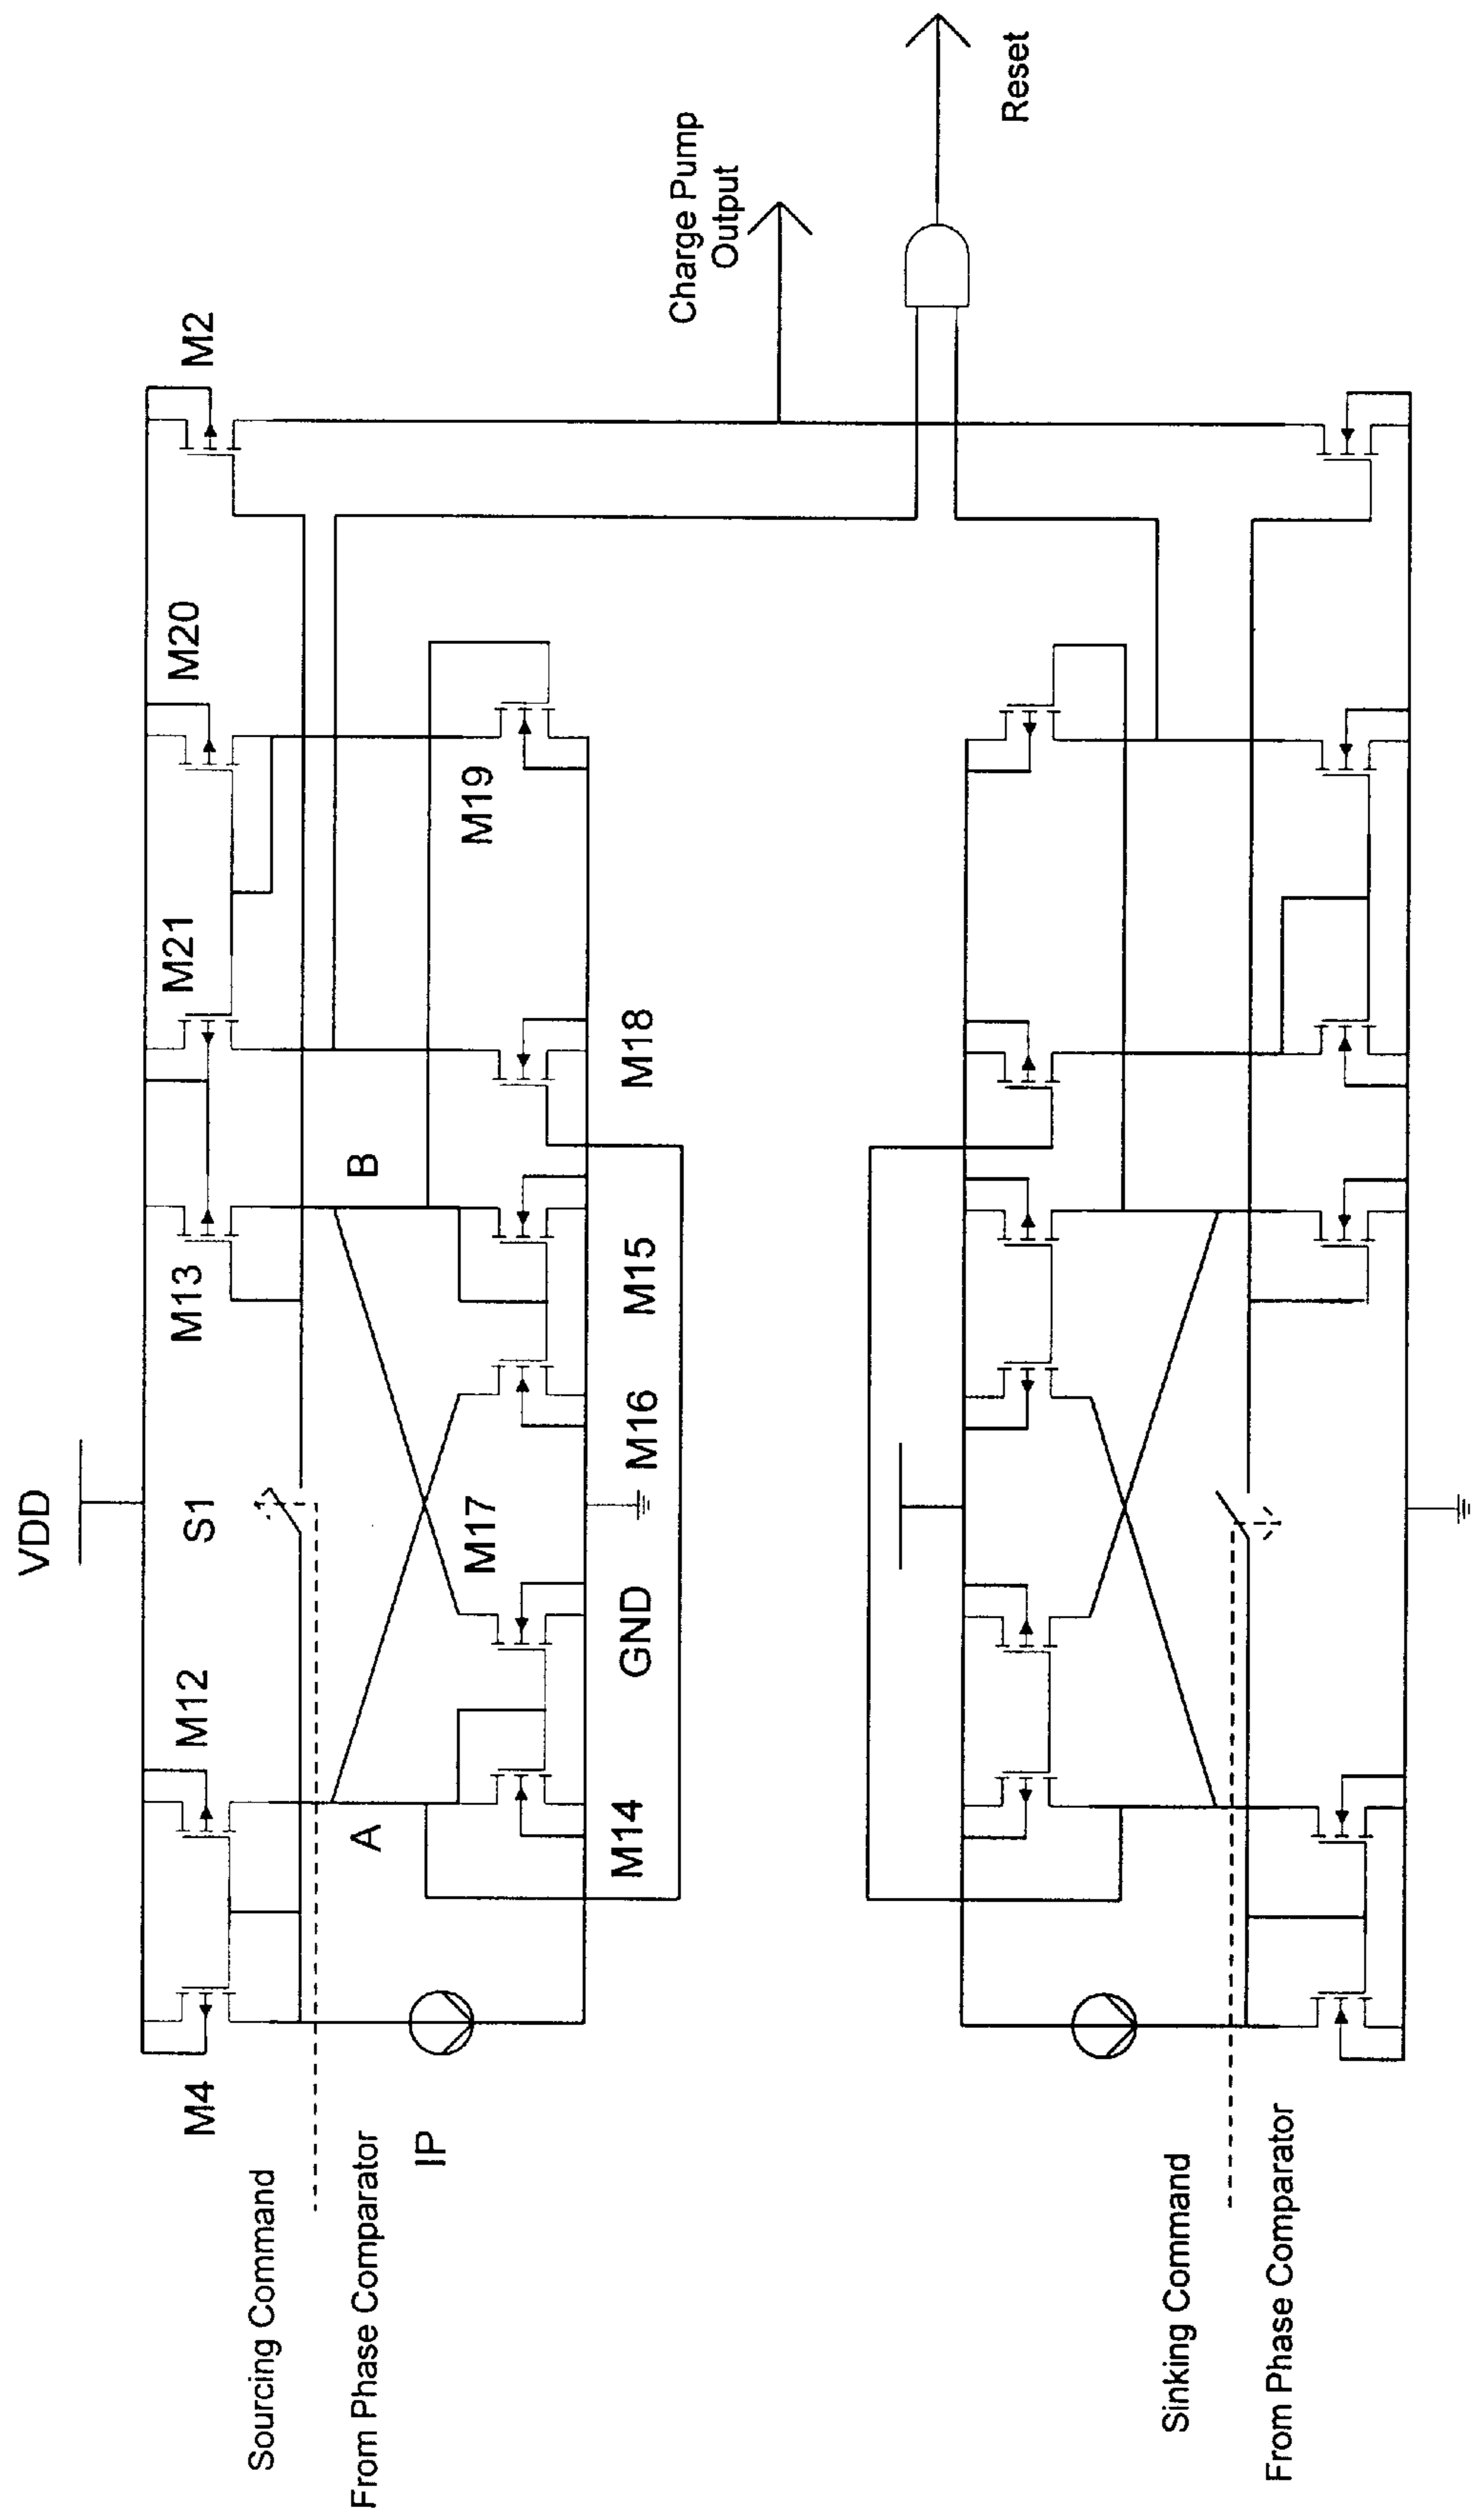 VDD
M4
M12
S1
M13
M21
M20
M2
Sourcing Command
From Phase Comparator
IP
A
B
M14
GND
M17
M16
M15
M18
M19
Charge Pump
Output
Reset
Sinking Command
From Phase Comparator